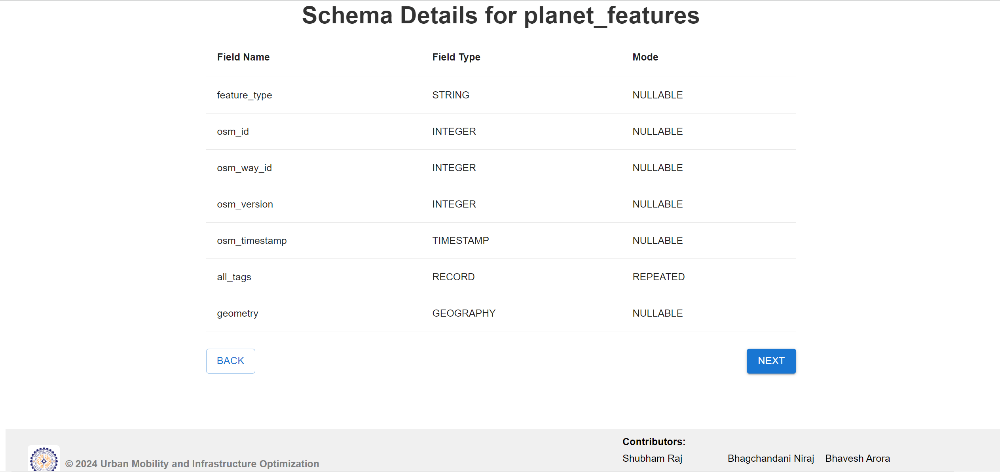 Schema Details for planet_features
Field Name Field Type Mode
feature_type STRING NULLABLE
osm_id INTEGER NULLABLE
osm_way_id INTEGER NULLABLE
osm_version INTEGER NULLABLE
osm_timestamp TIMESTAMP NULLABLE
all_tags RECORD REPEATED
geometry GEOGRAPHY NULLABLE
BACK NEXT
Contributors:
Shubham Raj Bhagchandani Niraj Bhavesh Arora
© 2024 Urban Mobility and Infrastructure Optimization